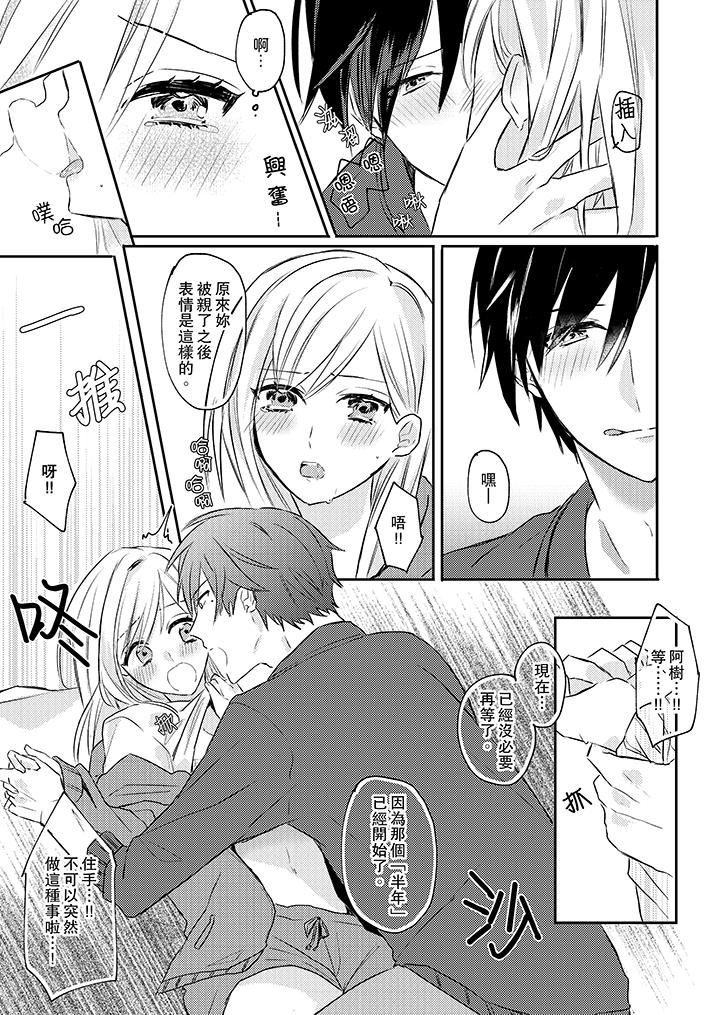 插入
啾
啾
嗯
嗯
唔
滋
溜
啊…
興奮…
噗
哈
嘿—
唔!!
原來妳—
被親了之後
表情是這樣的。
哈
啊
哈
啊
推
呀!!
阿樹…
等……!!
抓
現在…
已經沒必要
再等了。
因為那個「半年」
已經開始了。
咚
掀
沙
住手…!!
不可以突然
做這種事啦…!